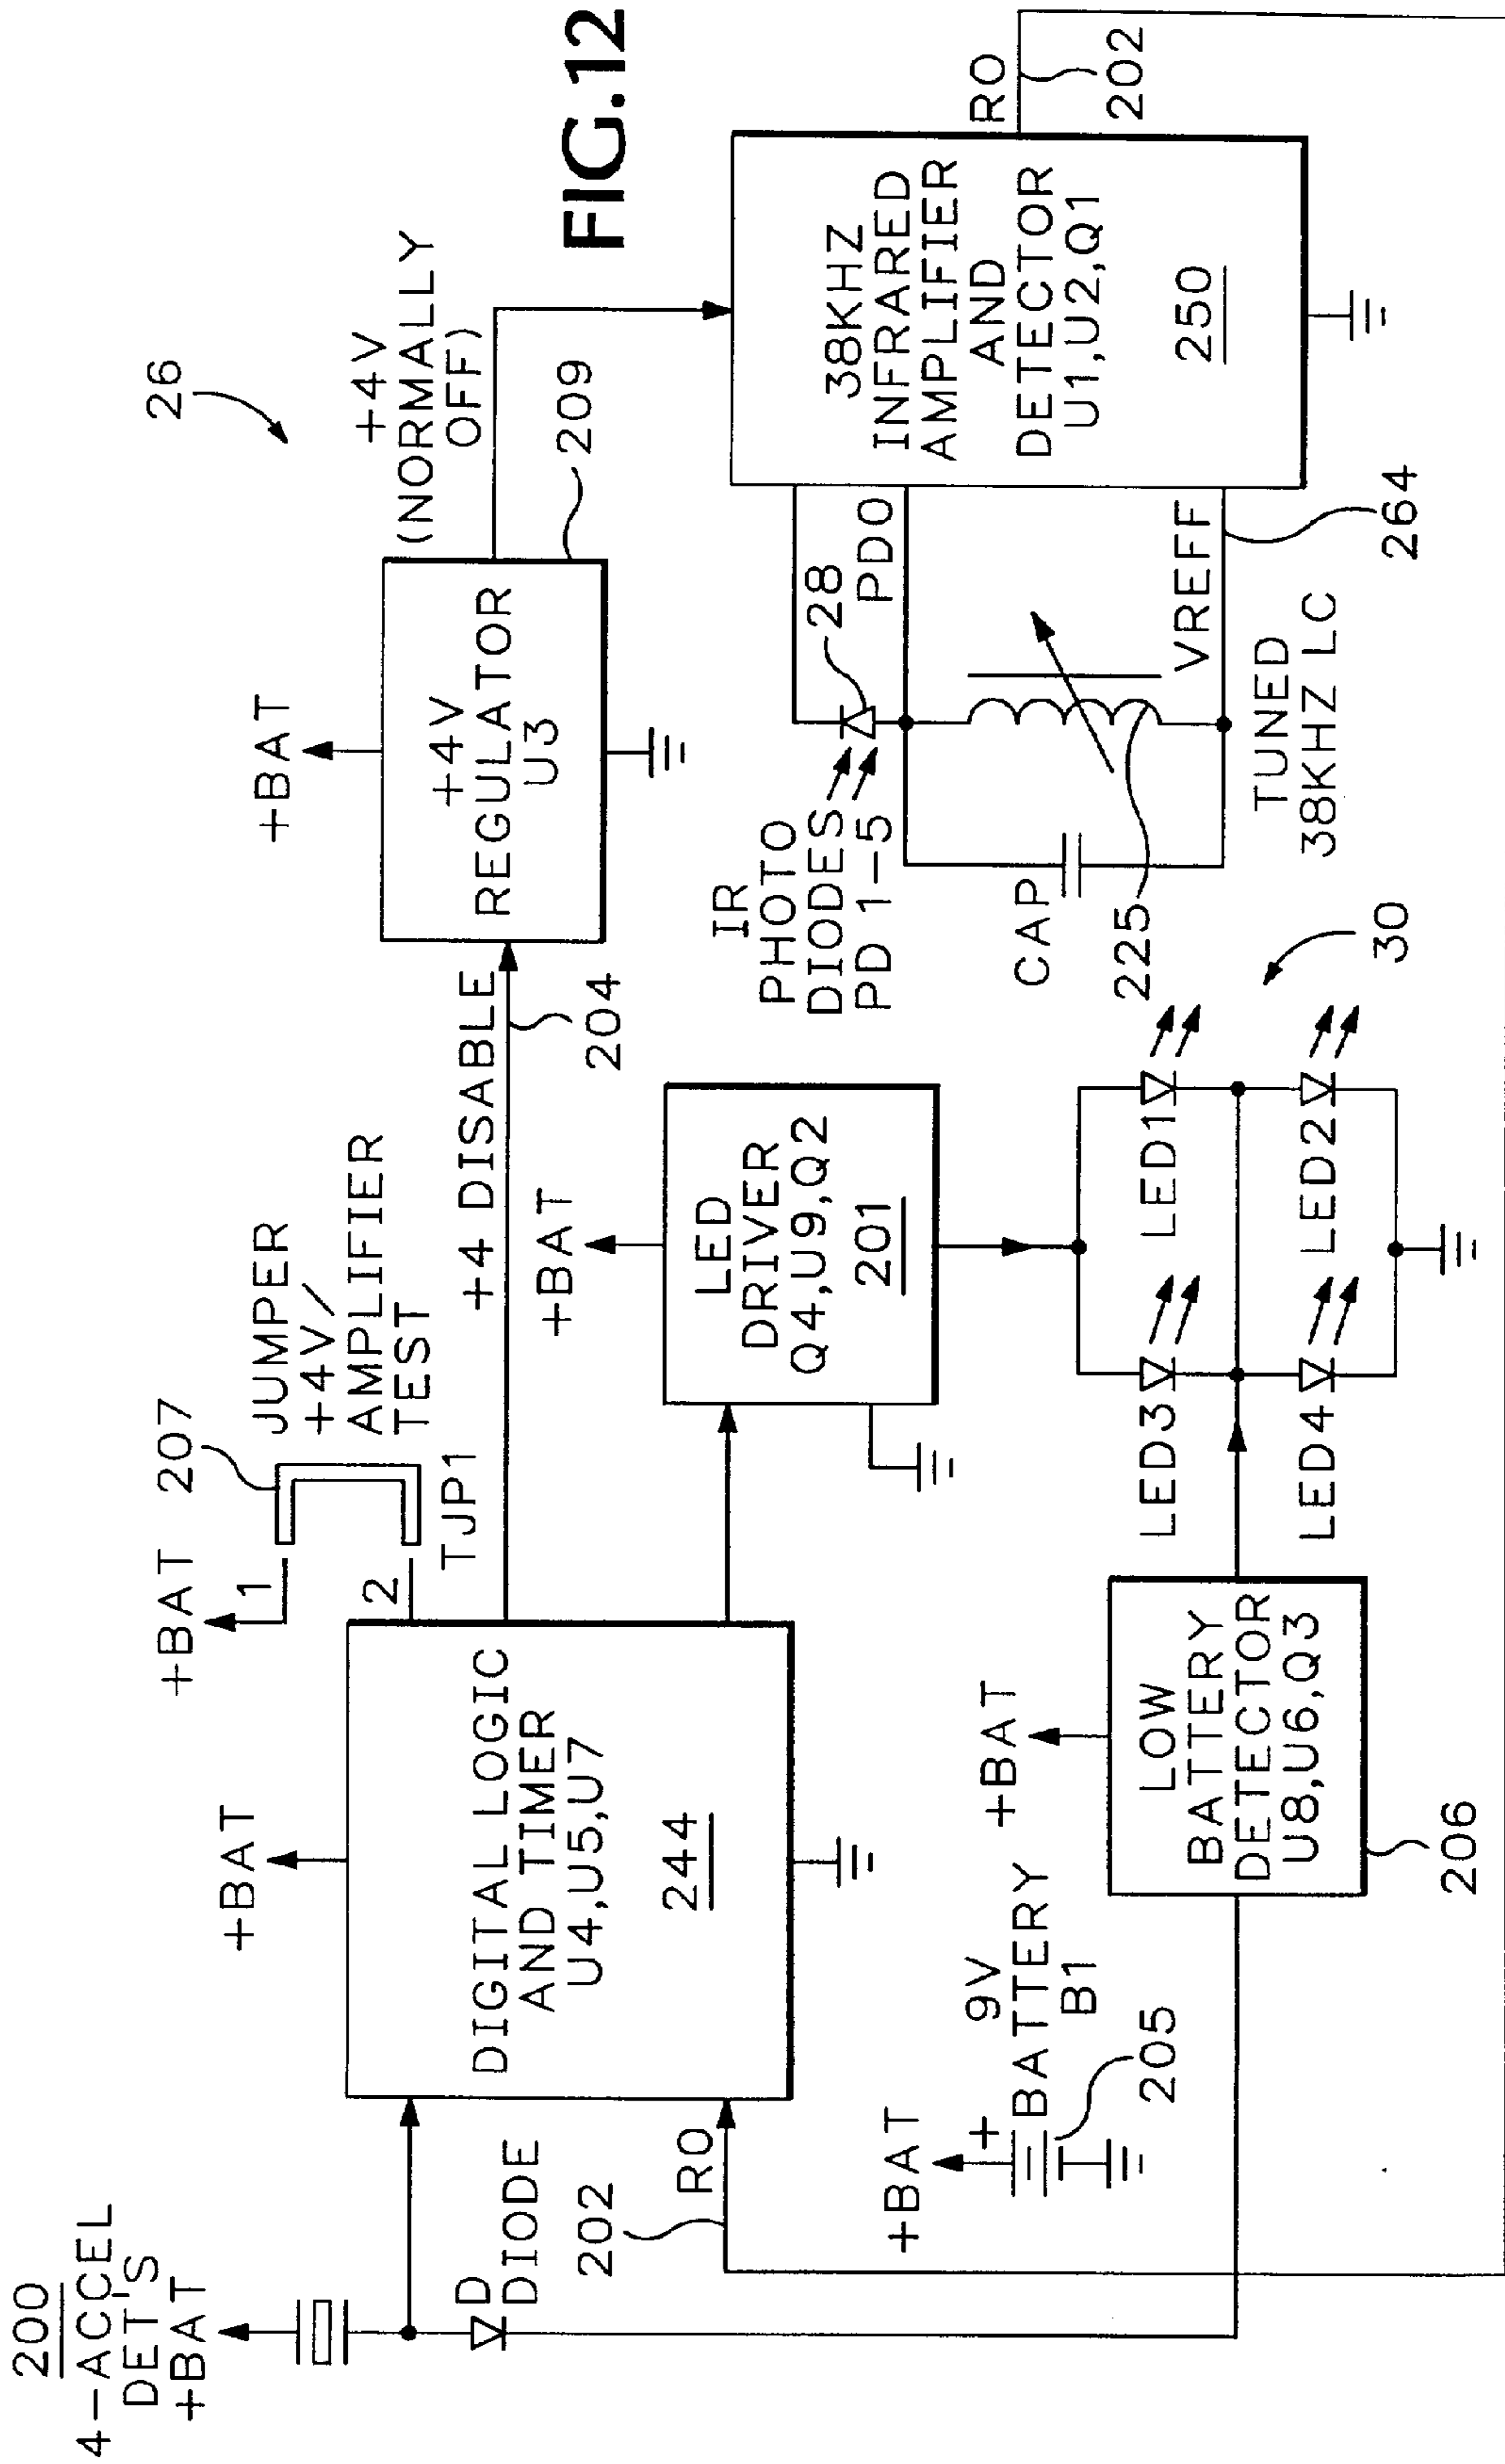 200
4-ACCEL
DET'S
+BAT
D
DIODE
202
RO
+BAT
DIGITAL LOGIC
AND TIMER
U4,U5,U7
244
+BAT
1
2
207
JUMPER
+4V/
AMPLIFIER
TEST
TJP1
+4 DISABLE
204
+BAT
+4V
REGULATOR
U3
209
+4V
(NORMALLY
OFF)
26
FIG.12
+BAT
LED
DRIVER
Q4,U9,Q2
201
IR
PHOTO
DIODES
PD 1-5
28
PDO
CAP
225
VREFF
264
TUNED
38KHZ LC
38KHZ
INFRARED
AMPLIFIER
AND
DETECTOR
U1,U2,Q1
250
RO
202
+BAT
+
9V
BATTERY
B1
205
+BAT
LOW
BATTERY
DETECTOR
U8,U6,Q3
206
LED3
LED1
LED4
LED2
30